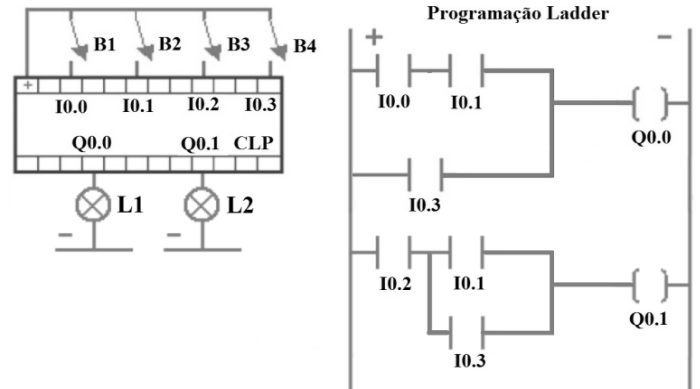 Programação Ladder
B1 B2 B3 B4
+
I0.0 I0.1 I0.2 I0.3
Q0.0 Q0.1 CLP
L1 L2
− −
+ −
I0.0 I0.1
Q0.0
I0.3
I0.2 I0.1
Q0.1
I0.3